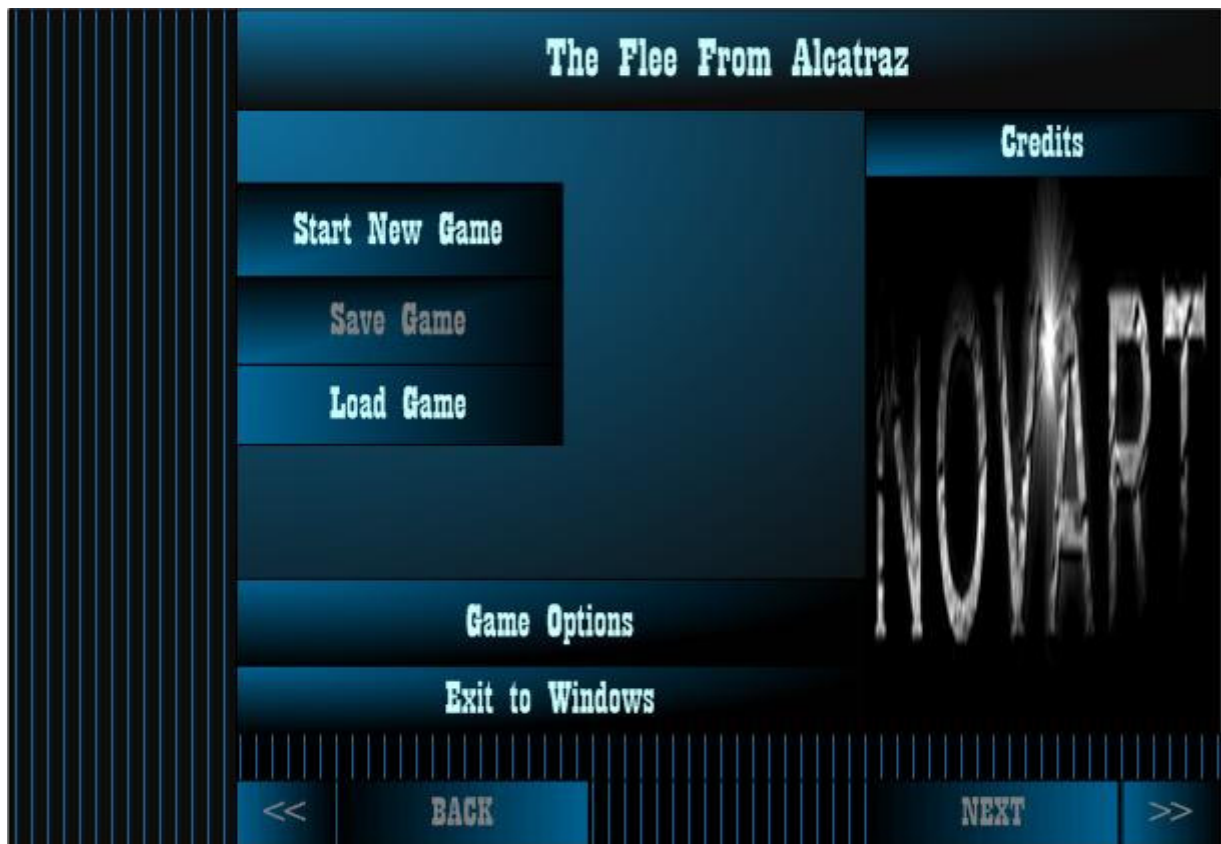 The Flee From Alcatraz
Credits
Start New Game
Save Game
Load Game
NOVART
Game Options
Exit to Windows
<< BACK NEXT >>